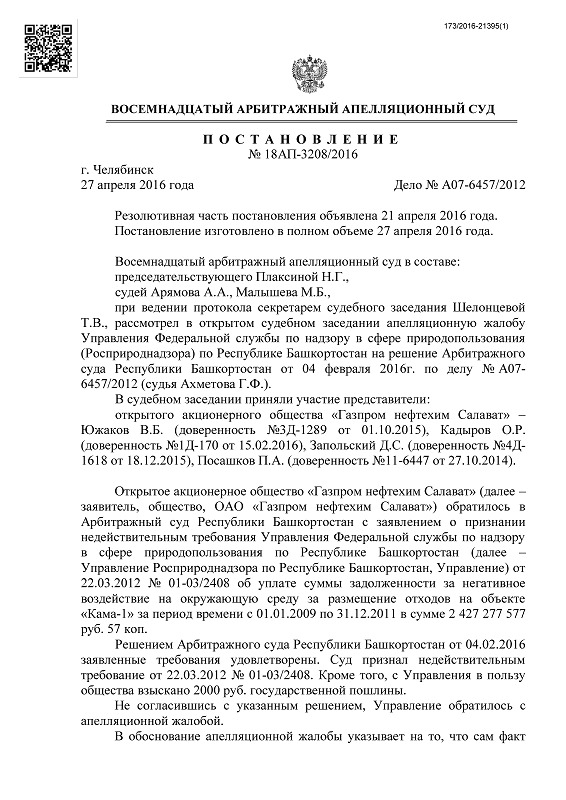 173/2016-21395(1)
ВОСЕМНАДЦАТЫЙ АРБИТРАЖНЫЙ АПЕЛЛЯЦИОННЫЙ СУД
П О С Т А Н О В Л Е Н И Е
№ 18АП-3208/2016
г. Челябинск
27 апреля 2016 года Дело № А07-6457/2012
Резолютивная часть постановления объявлена 21 апреля 2016 года.
Постановление изготовлено в полном объеме 27 апреля 2016 года.
Восемнадцатый арбитражный апелляционный суд в составе:
председательствующего Плаксиной Н.Г.,
судей Арямова А.А., Малышева М.Б.,
при ведении протокола секретарем судебного заседания Шелонцевой
Т.В., рассмотрел в открытом судебном заседании апелляционную жалобу
Управления Федеральной службы по надзору в сфере природопользования
(Росприроднадзора) по Республике Башкортостан на решение Арбитражного
суда Республики Башкортостан от 04 февраля 2016г. по делу № А07-
6457/2012 (судья Ахметова Г.Ф.).
В судебном заседании приняли участие представители:
открытого акционерного общества «Газпром нефтехим Салават» –
Южаков В.Б. (доверенность №3Д-1289 от 01.10.2015), Кадыров О.Р.
(доверенность №1Д-170 от 15.02.2016), Запольский Д.С. (доверенность №4Д-
1618 от 18.12.2015), Посашков П.А. (доверенность №11-6447 от 27.10.2014).
Открытое акционерное общество «Газпром нефтехим Салават» (далее –
заявитель, общество, ОАО «Газпром нефтехим Салават») обратилось в
Арбитражный суд Республики Башкортостан с заявлением о признании
недействительным требования Управления Федеральной службы по надзору
в сфере природопользования по Республике Башкортостан (далее –
Управление Росприроднадзора по Республике Башкортостан, Управление) от
22.03.2012 № 01-03/2408 об уплате суммы задолженности за негативное
воздействие на окружающую среду за размещение отходов на объекте
«Кама-1» за период времени с 01.01.2009 по 31.12.2011 в сумме 2 427 277 577
руб. 57 коп.
Решением Арбитражного суда Республики Башкортостан от 04.02.2016
заявленные требования удовлетворены. Суд признал недействительным
требование от 22.03.2012 № 01-03/2408. Кроме того, с Управления в пользу
общества взыскано 2000 руб. государственной пошлины.
Не согласившись с указанным решением, Управление обратилось с
апелляционной жалобой.
В обоснование апелляционной жалобы указывает на то, что сам факт